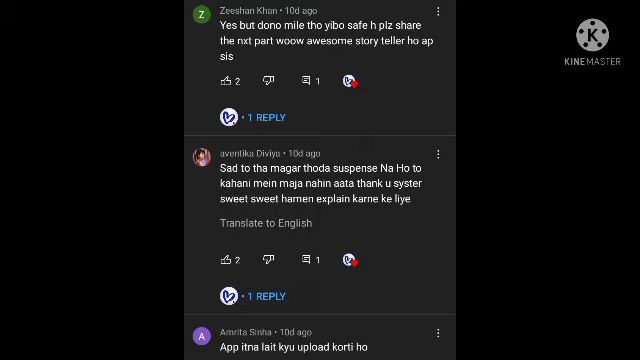 Z
Zeeshan Khan • 10d ago
Yes but dono mile tho yibo safe h plz share
the nxt part woow awesome story teller ho ap
sis
2
1
• 1 REPLY
aventika Diviya • 10d ago
Sad to tha magar thoda suspense Na Ho to
kahani mein maja nahin aata thank u syster
sweet sweet hamen explain karne ke liye
Translate to English
2
1
• 1 REPLY
A
Amrita Sinha • 10d ago
App itna lait kyu upload korti ho
KINEMASTER